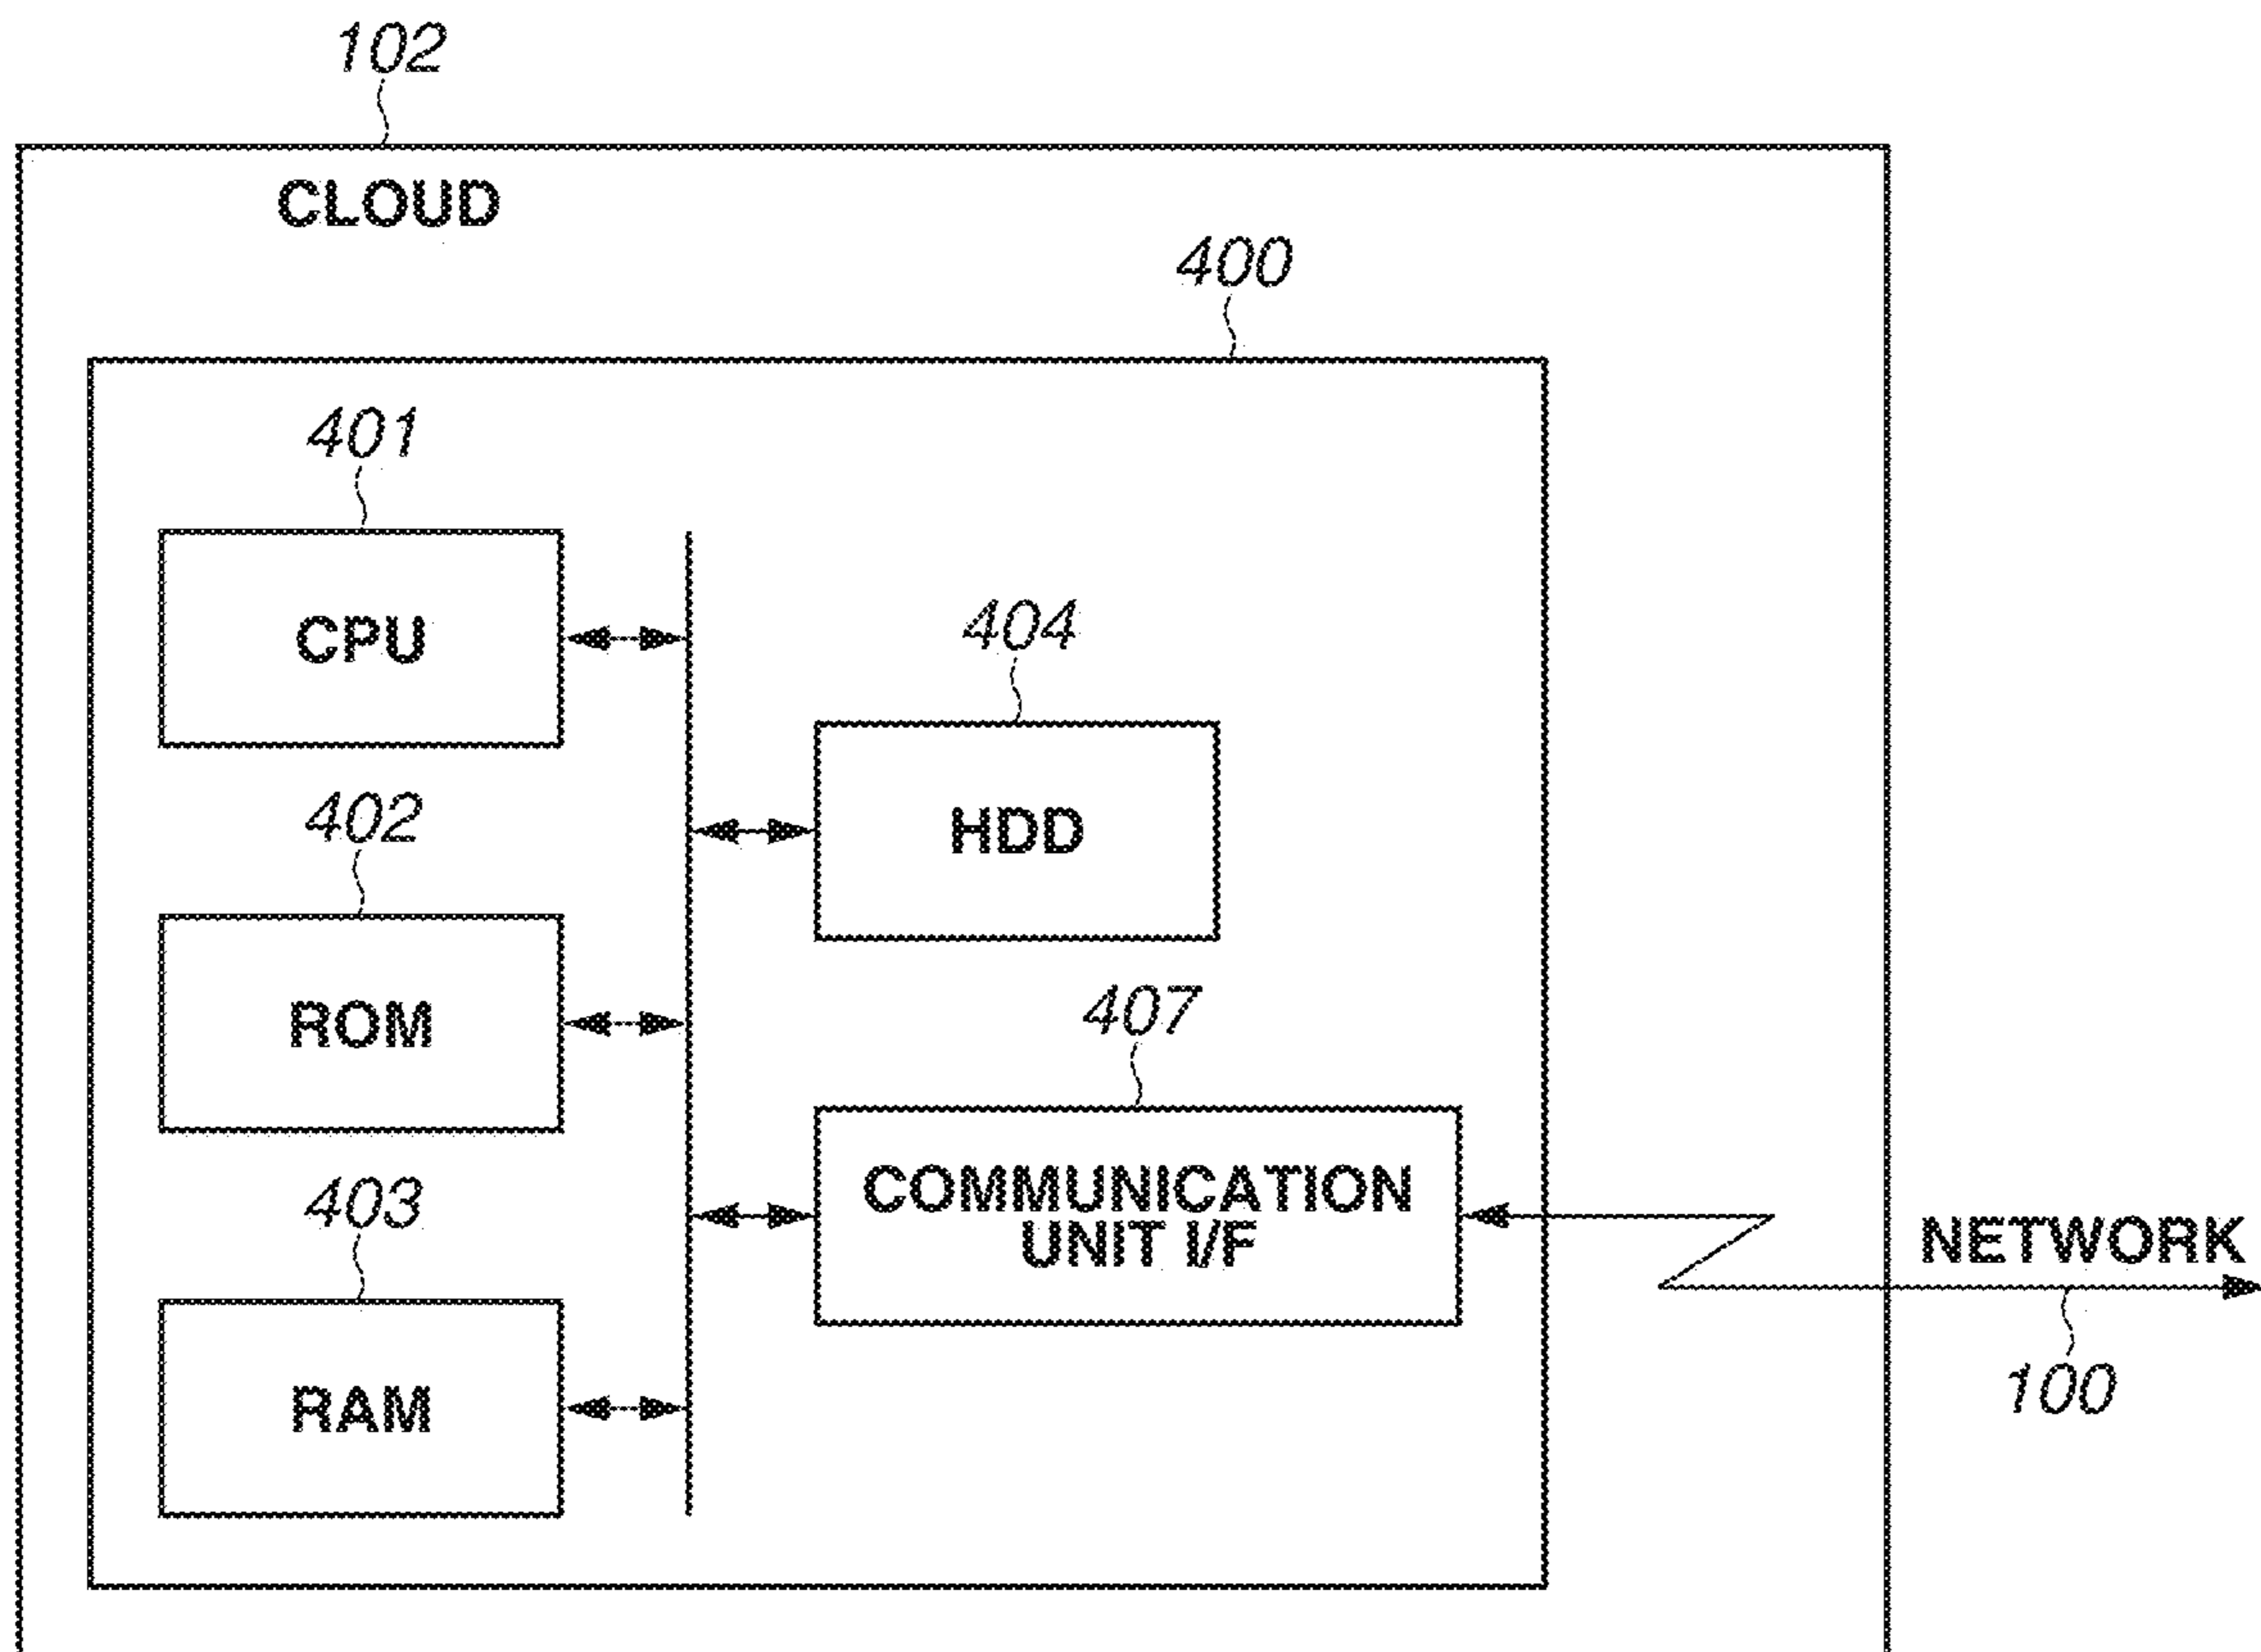 102
CLOUD
400
401
CPU
404
HDD
402
ROM
407
COMMUNICATION
UNIT I/F
NETWORK
100
403
RAM